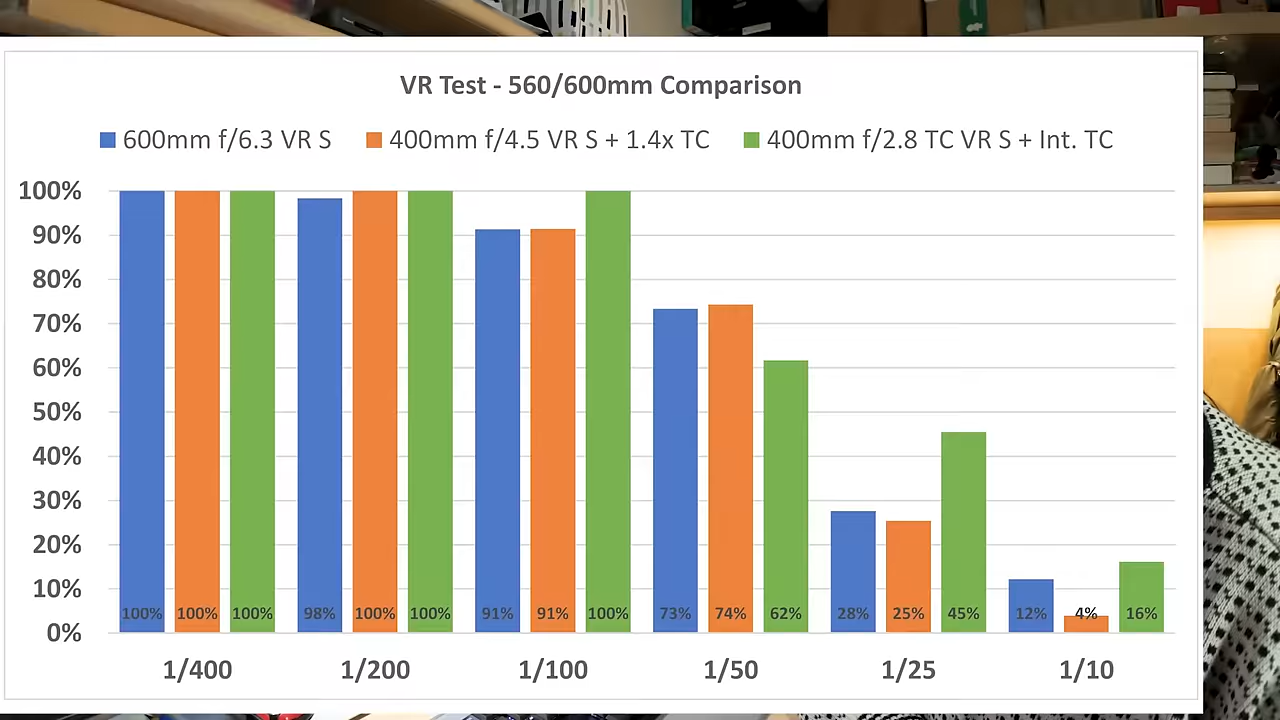 VR Test - 560/600mm Comparison
600mm f/6.3 VR S 400mm f/4.5 VR S + 1.4x TC 400mm f/2.8 TC VR S + Int. TC
100%
90%
80%
70%
60%
50%
40%
30%
20%
10%
0%
100% 100% 100% 98% 100% 100% 91% 91% 100% 73% 74% 62% 28% 25% 45% 12% 4% 16%
1/400 1/200 1/100 1/50 1/25 1/10